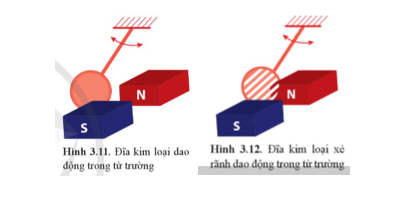 N
S
Hình 3.11. Đĩa kim loại dao
động trong từ trường
N
S
Hình 3.12. Đĩa kim loại xẻ
rãnh dao động trong từ trường